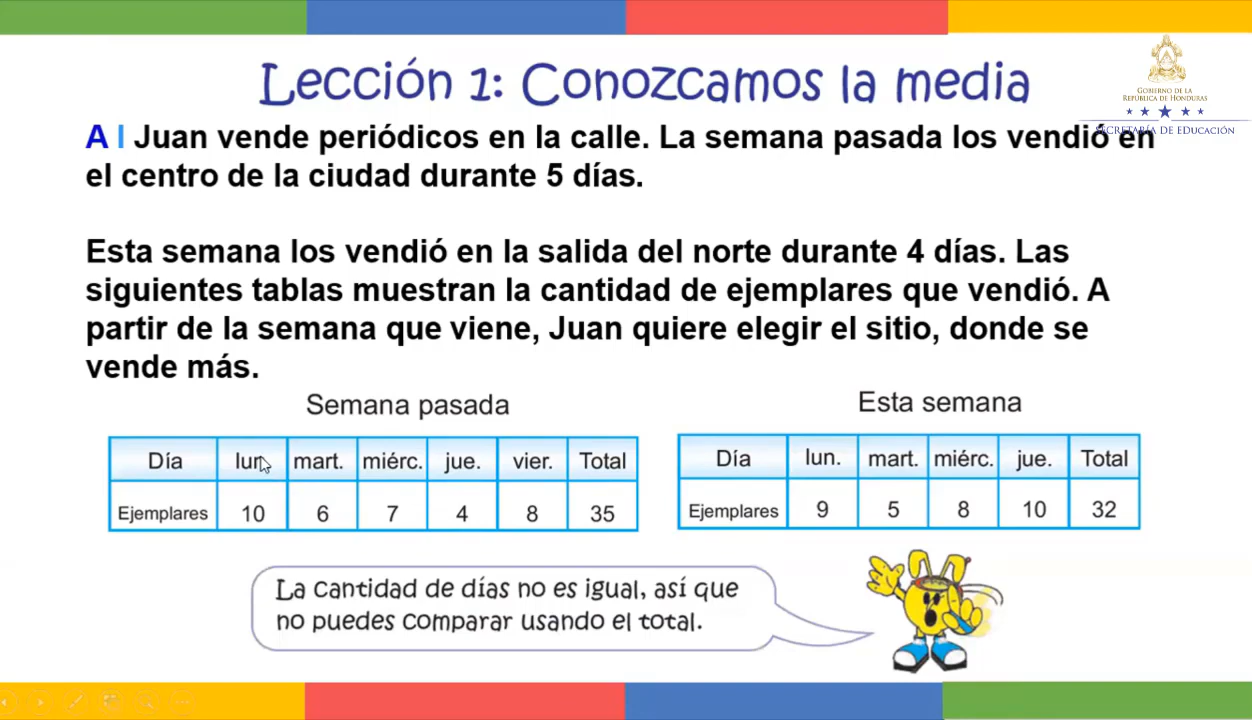 Lección 1: Conozcamos la media
GOBIERNO DE LA
REPÚBLICA DE HONDURAS
SECRETARÍA DE EDUCACIÓN
A | Juan vende periódicos en la calle. La semana pasada los vendió en
el centro de la ciudad durante 5 días.
Esta semana los vendió en la salida del norte durante 4 días. Las
siguientes tablas muestran la cantidad de ejemplares que vendió. A
partir de la semana que viene, Juan quiere elegir el sitio, donde se
vende más.
Semana pasada
Día lun. mart. miérc. jue. vier. Total
Ejemplares 10 6 7 4 8 35
Esta semana
Día lun. mart. miérc. jue. Total
Ejemplares 9 5 8 10 32
La cantidad de días no es igual, así que
no puedes comparar usando el total.